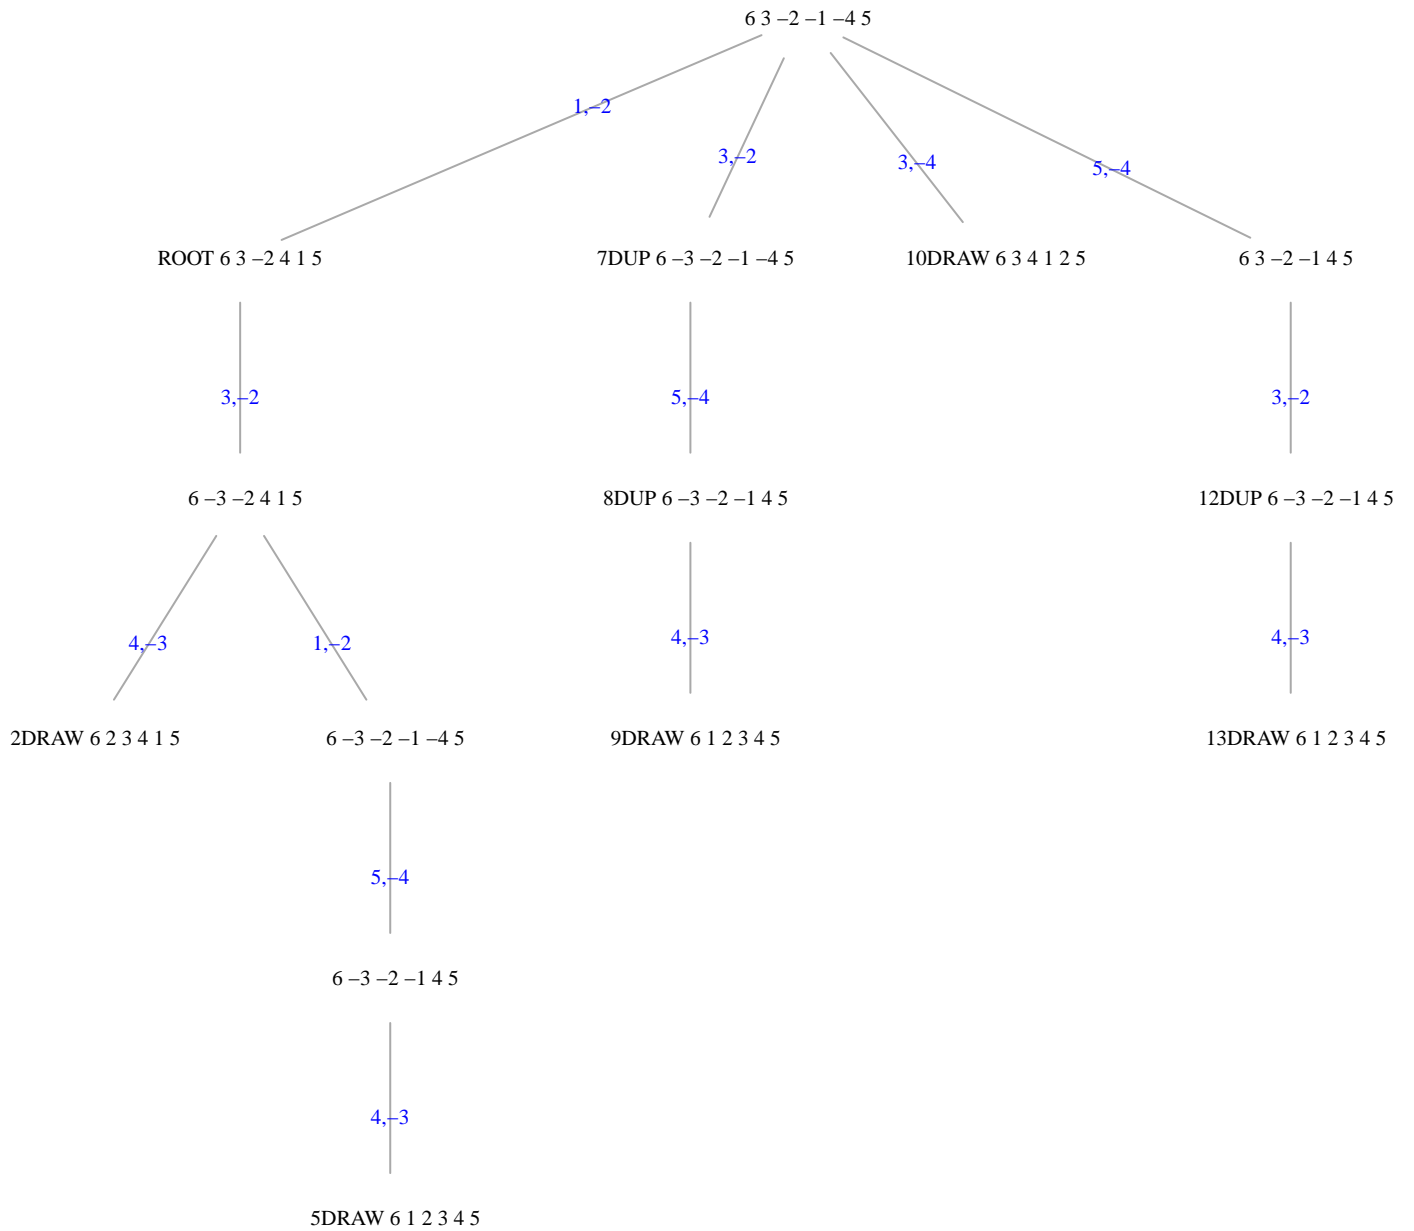 6 3 –2 –1 –4 5
1,–2
3,–2
3,–4
5,–4
ROOT 6 3 –2 4 1 5
7DUP 6 –3 –2 –1 –4 5
10DRAW 6 3 4 1 2 5
6 3 –2 –1 4 5
3,–2
5,–4
3,–2
6 –3 –2 4 1 5
8DUP 6 –3 –2 –1 4 5
12DUP 6 –3 –2 –1 4 5
4,–3
1,–2
4,–3
4,–3
2DRAW 6 2 3 4 1 5
6 –3 –2 –1 –4 5
9DRAW 6 1 2 3 4 5
13DRAW 6 1 2 3 4 5
5,–4
6 –3 –2 –1 4 5
4,–3
5DRAW 6 1 2 3 4 5